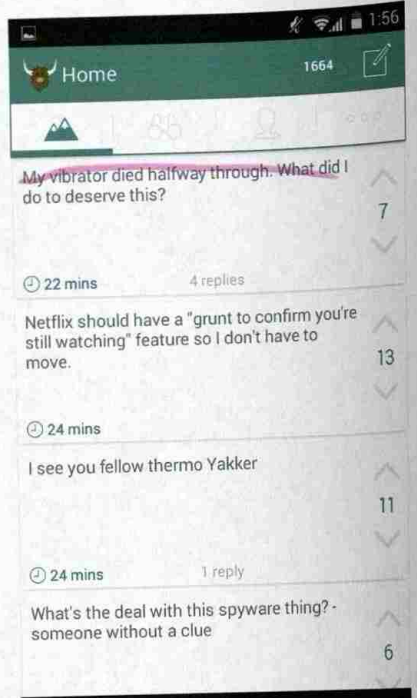 1:56
Home
1664
My vibrator died halfway through. What did I
do to deserve this?
7
22 mins
4 replies
Netflix should have a "grunt to confirm you're
still watching" feature so I don't have to
move.
13
24 mins
I see you fellow thermo Yakker
11
24 mins
1 reply
What's the deal with this spyware thing? -
someone without a clue
6